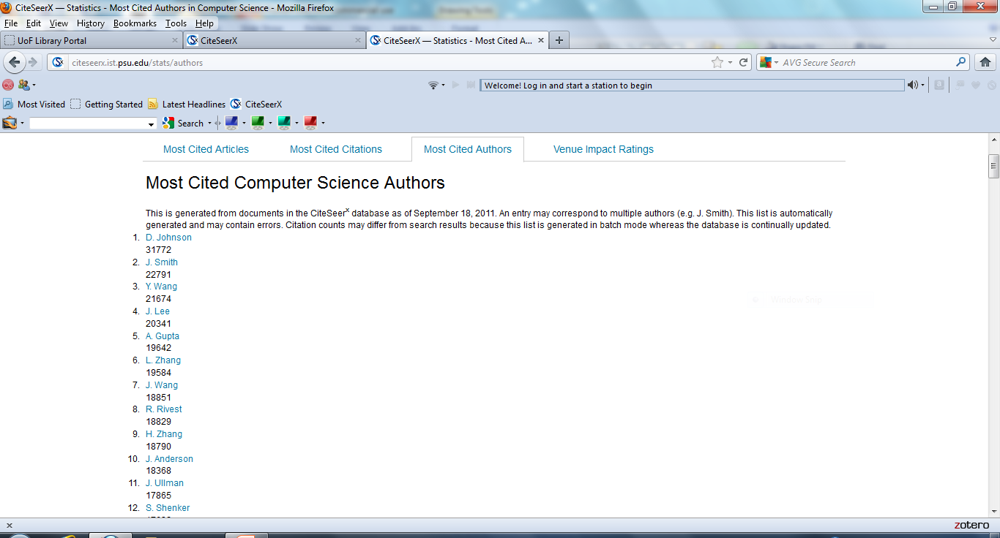 CiteSeerX — Statistics - Most Cited Authors in Computer Science - Mozilla Firefox
File Edit View History Bookmarks Tools Help
UoF Library Portal
CiteSeerX
CiteSeerX — Statistics - Most Cited A...
citeseerx.ist.psu.edu/stats/authors
AVG Secure Search
Welcome! Log in and start a station to begin
Most Visited Getting Started Latest Headlines CiteSeerX
Search
Most Cited Articles Most Cited Citations Most Cited Authors Venue Impact Ratings
Most Cited Computer Science Authors
This is generated from documents in the CiteSeerx database as of September 18, 2011. An entry may correspond to multiple authors (e.g. J. Smith). This list is automatically
generated and may contain errors. Citation counts may differ from search results because this list is generated in batch mode whereas the database is continually updated.
1. D. Johnson
31772
2. J. Smith
22791
3. Y. Wang
21674
4. J. Lee
20341
5. A. Gupta
19642
6. L. Zhang
19584
7. J. Wang
18851
8. R. Rivest
18829
9. H. Zhang
18790
10. J. Anderson
18368
11. J. Ullman
17865
12. S. Shenker
zotero